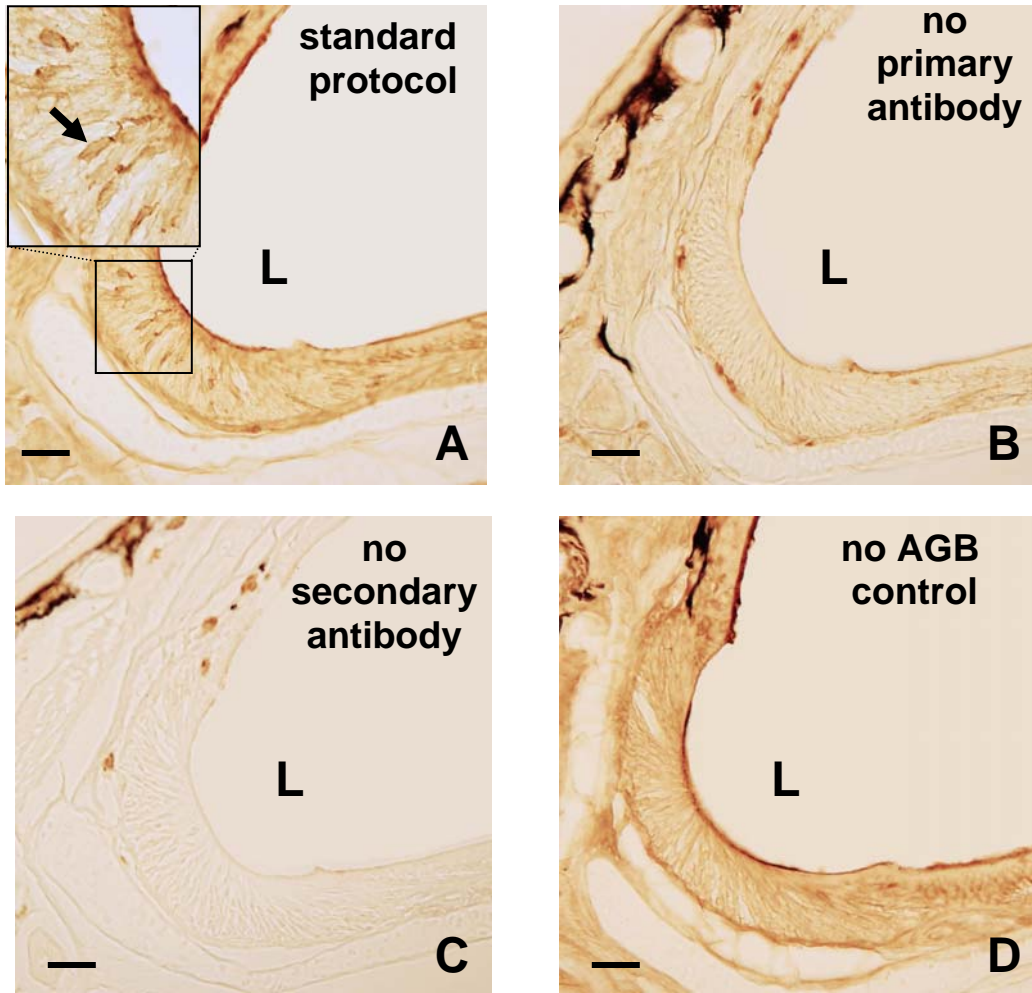 standard
protocol
L
A
no
primary
antibody
L
B
no
secondary
antibody
L
C
no AGB
control
L
D